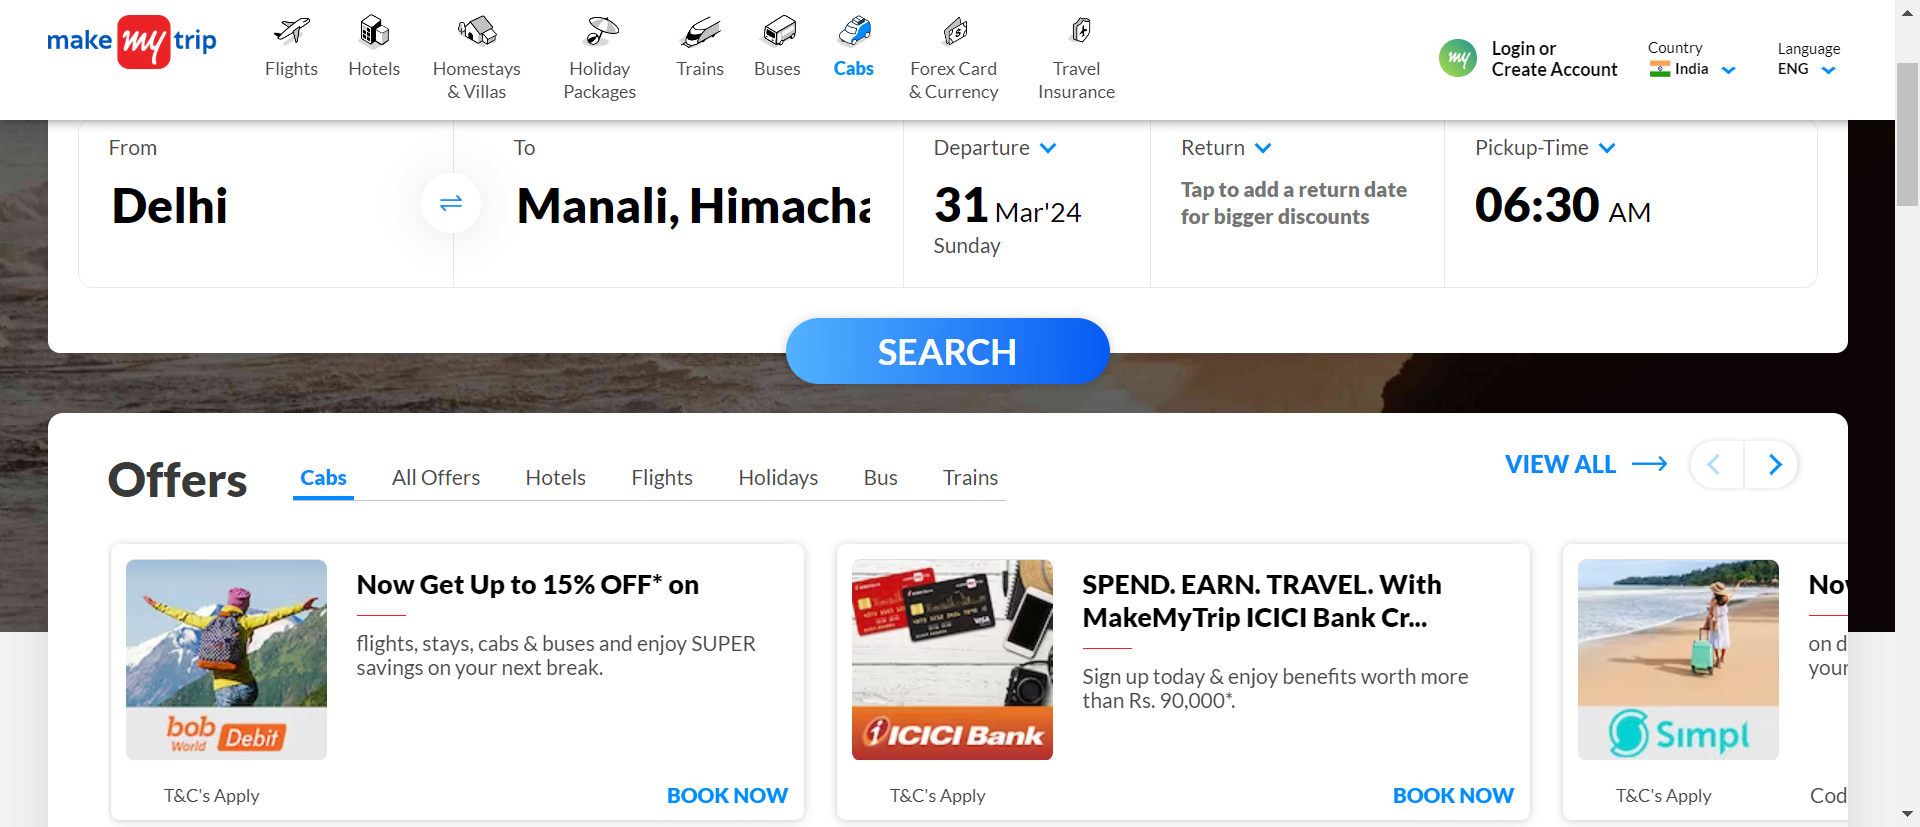 make my trip
Flights
Hotels
Homestays
& Villas
Holiday
Packages
Trains
Buses
Cabs
Forex Card
& Currency
Travel
Insurance
my
Login or
Create Account
Country
India
Language
ENG
From
Delhi
To
Manali, Himacha
Departure
31 Mar'24
Sunday
Return
Tap to add a return date
for bigger discounts
Pickup-Time
06:30 AM
SEARCH
Offers
Cabs
All Offers
Hotels
Flights
Holidays
Bus
Trains
VIEW ALL
Now Get Up to 15% OFF* on
flights, stays, cabs & buses and enjoy SUPER
savings on your next break.
bob
World
Debit
T&C's Apply
BOOK NOW
SPEND. EARN. TRAVEL. With
MakeMyTrip ICICI Bank Cr...
Sign up today & enjoy benefits worth more
than Rs. 90,000*.
VISA
ICICI Bank
T&C's Apply
BOOK NOW
No
on d
your
Simpl
T&C's Apply
Cod